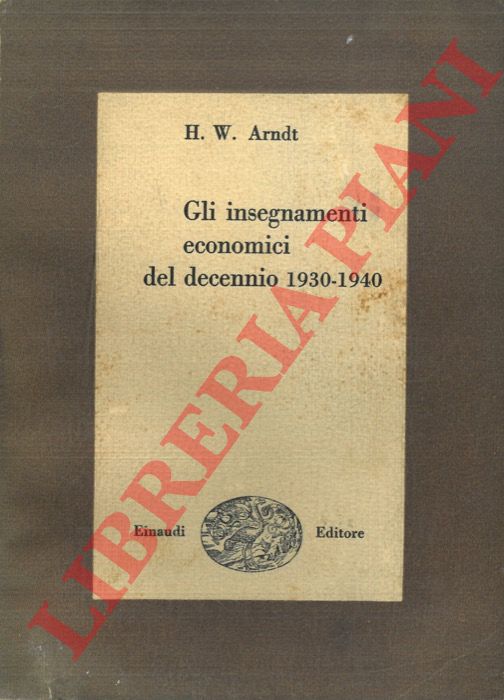 H. W. Arndt
Gli insegnamenti
economici
del decennio 1930-1940
Einaudi Editore
LIBRERIA PIANI